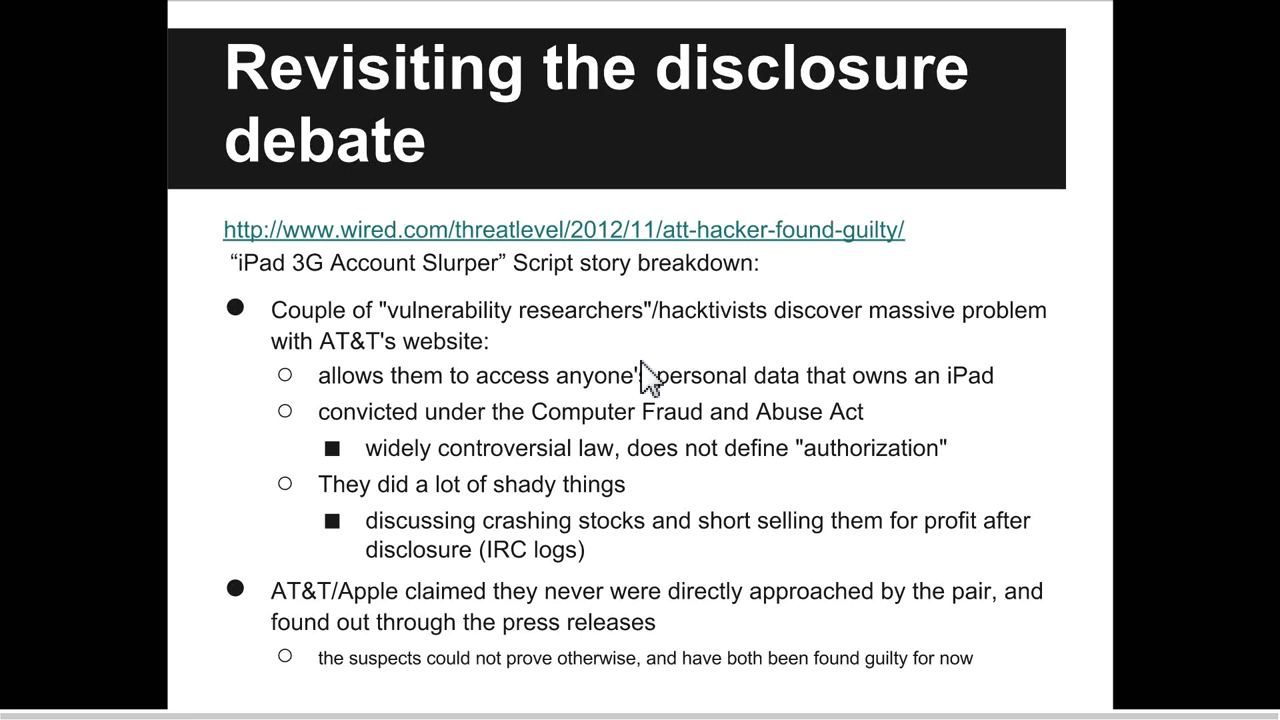 Revisiting the disclosure
debate
http://www.wired.com/threatlevel/2012/11/att-hacker-found-guilty/
“iPad 3G Account Slurper” Script story breakdown:
● Couple of "vulnerability researchers"/hacktivists discover massive problem
with AT&T's website:
○ allows them to access anyone's personal data that owns an iPad
○ convicted under the Computer Fraud and Abuse Act
■ widely controversial law, does not define "authorization"
○ They did a lot of shady things
■ discussing crashing stocks and short selling them for profit after
disclosure (IRC logs)
● AT&T/Apple claimed they never were directly approached by the pair, and
found out through the press releases
○ the suspects could not prove otherwise, and have both been found guilty for now